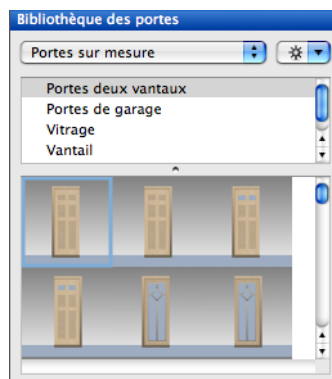 Bibliothèque des portes
Portes sur mesure
Portes deux vantaux
Portes de garage
Vitrage
Vantail